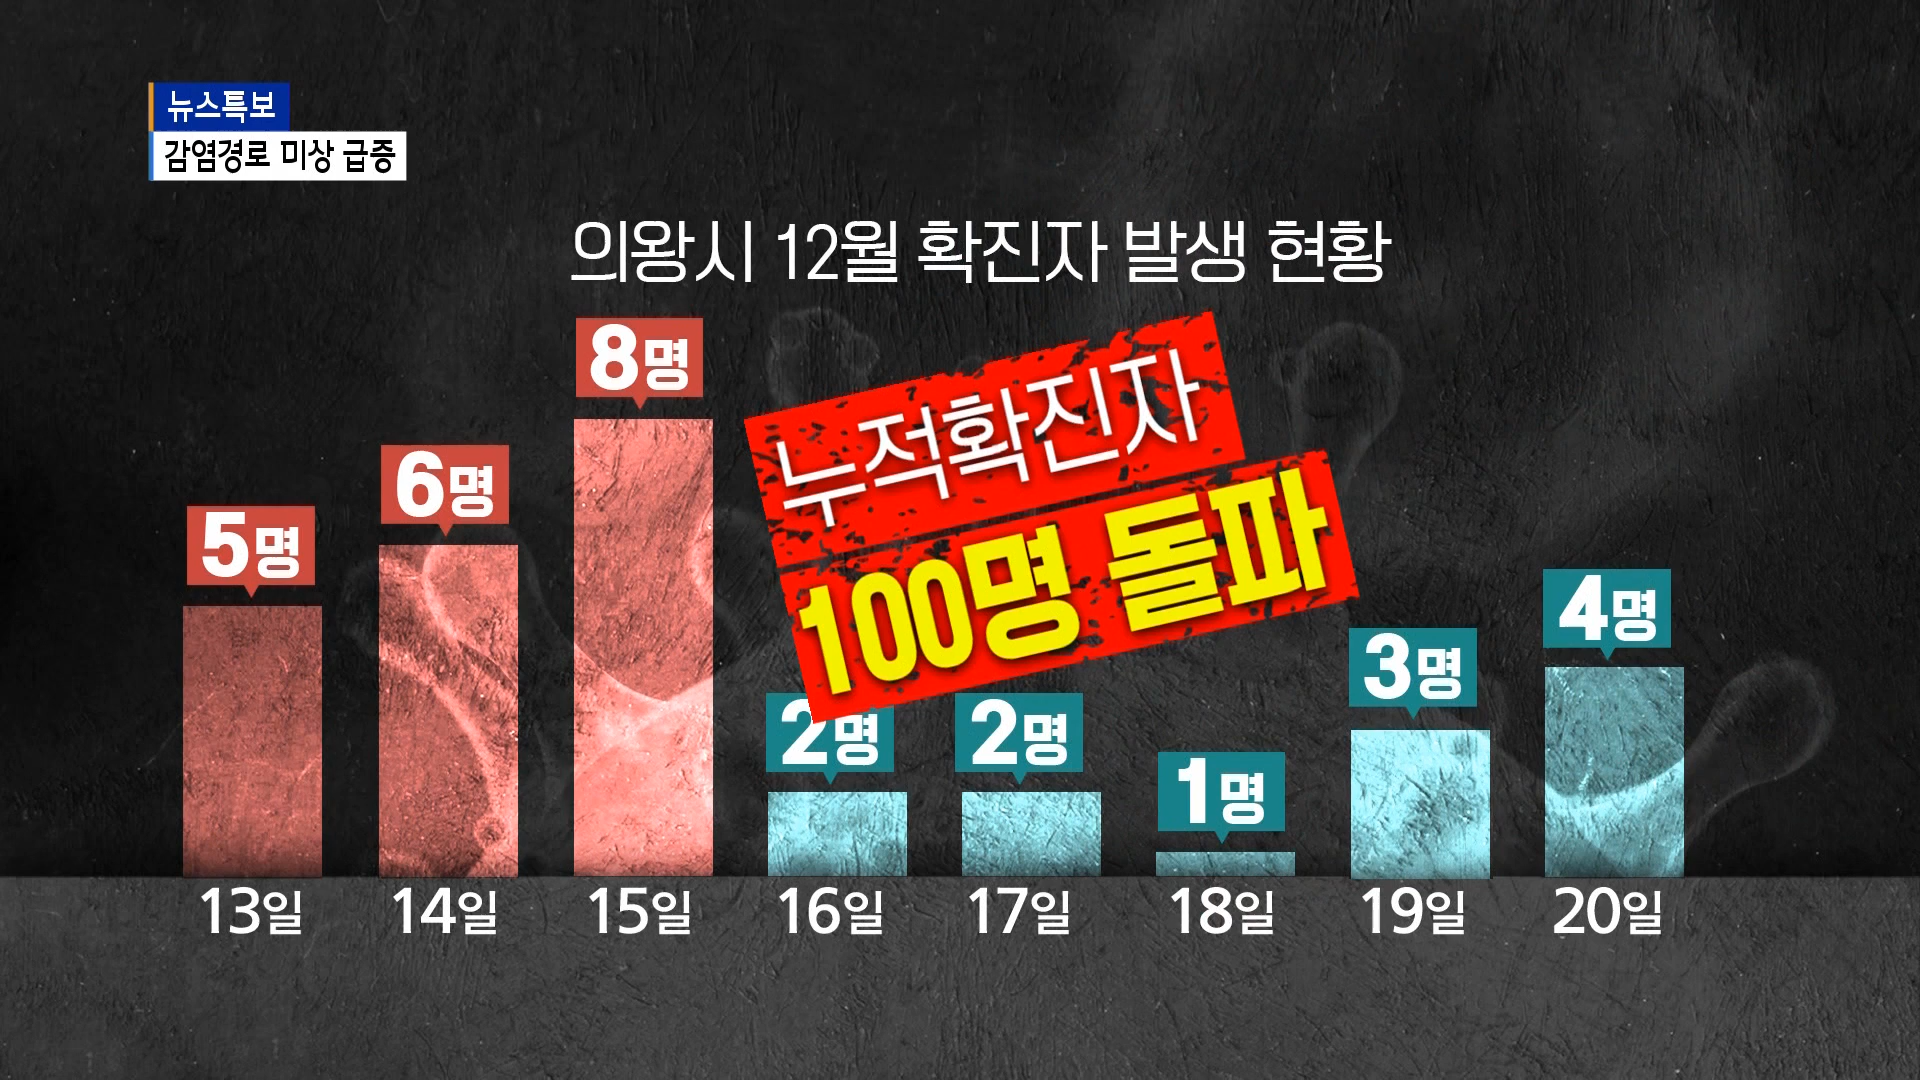 뉴스특보
감염경로 미상 급증
의왕시 12월 확진자 발생 현황
누적확진자
100명 돌파
5명
6명
8명
2명
2명
1명
3명
4명
13일
14일
15일
16일
17일
18일
19일
20일